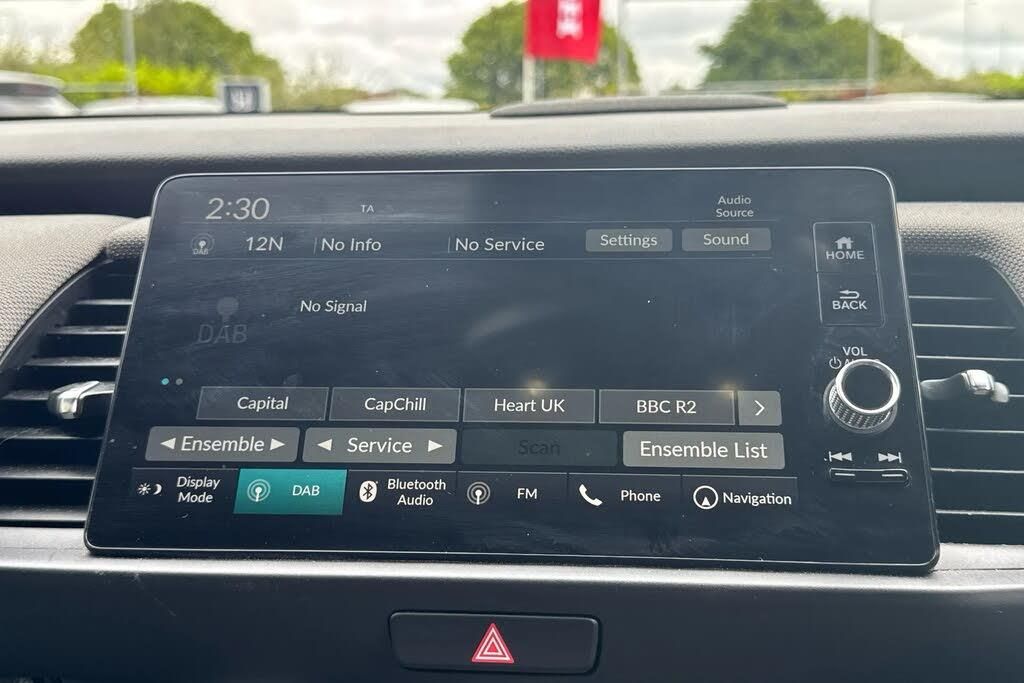 2:30
TA
Audio
Source
DAB
12N
No Info
No Service
Settings
Sound
HOME
No Signal
DAB
BACK
VOL
Capital
CapChill
Heart UK
BBC R2
Ensemble
Service
Scan
Ensemble List
Display
Mode
DAB
Bluetooth
Audio
FM
Phone
Navigation